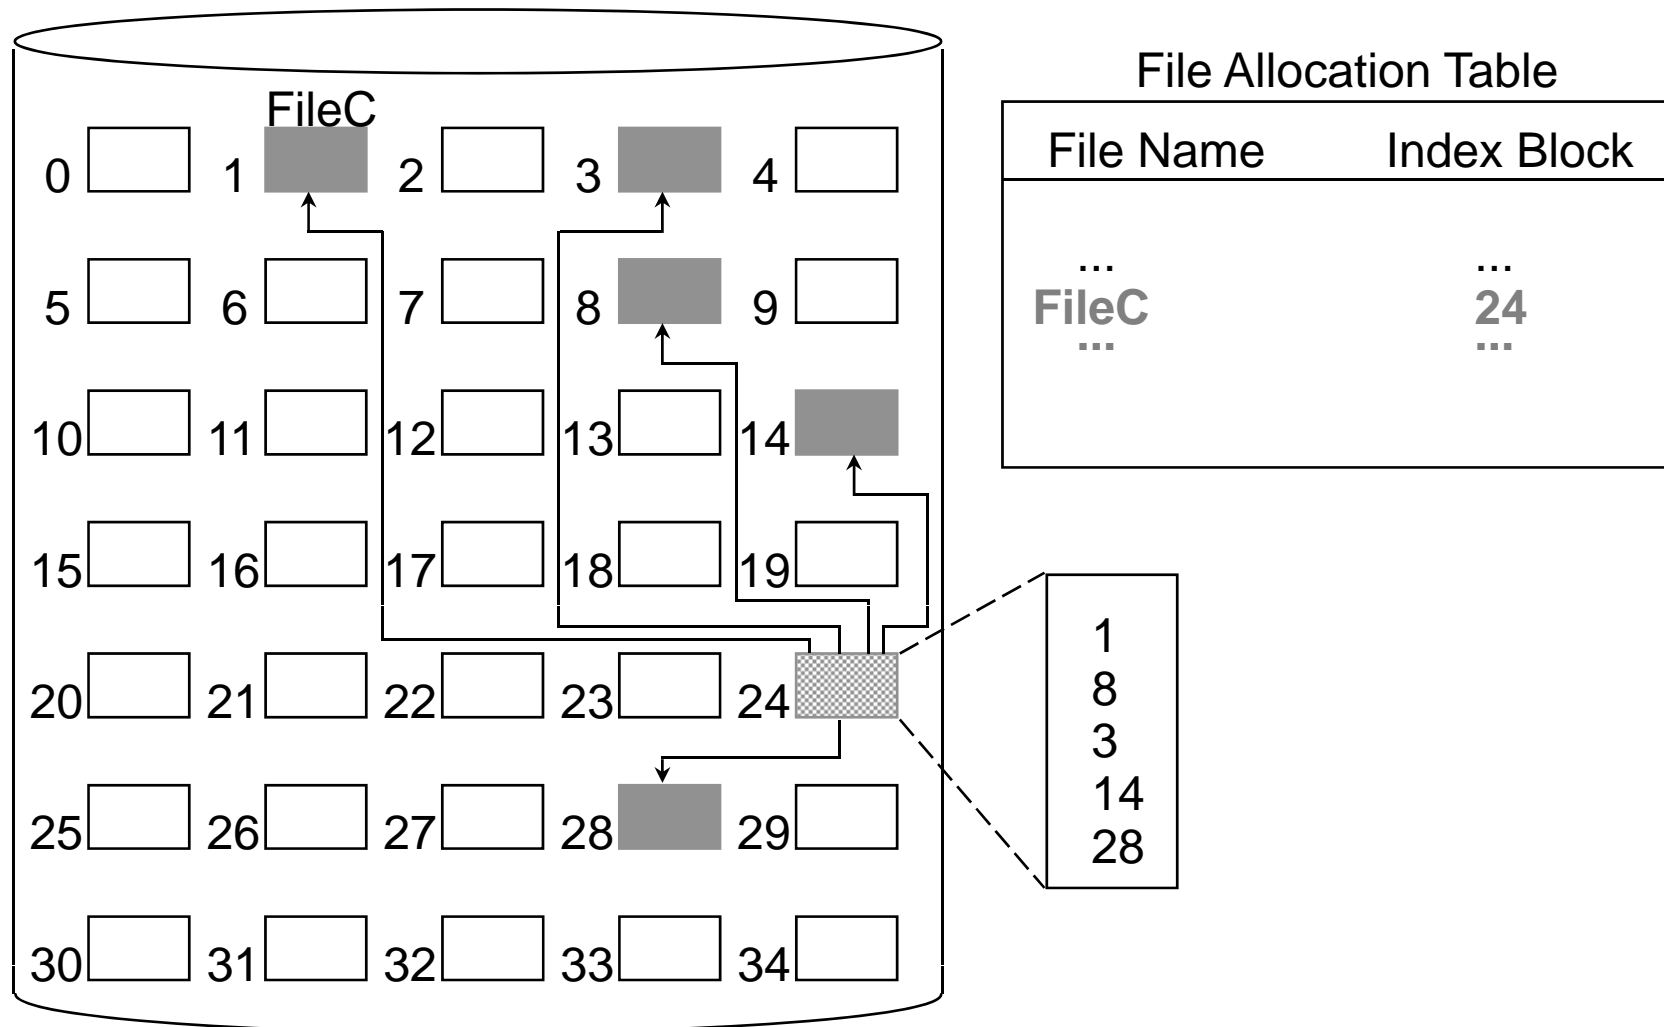 FileC
0 1 2 3 4
5 6 7 8 9
10 11 12 13 14
15 16 17 18 19
20 21 22 23 24
25 26 27 28 29
30 31 32 33 34
File Allocation Table
File Name Index Block
... ...
FileC 24
... ...
1
8
3
14
28